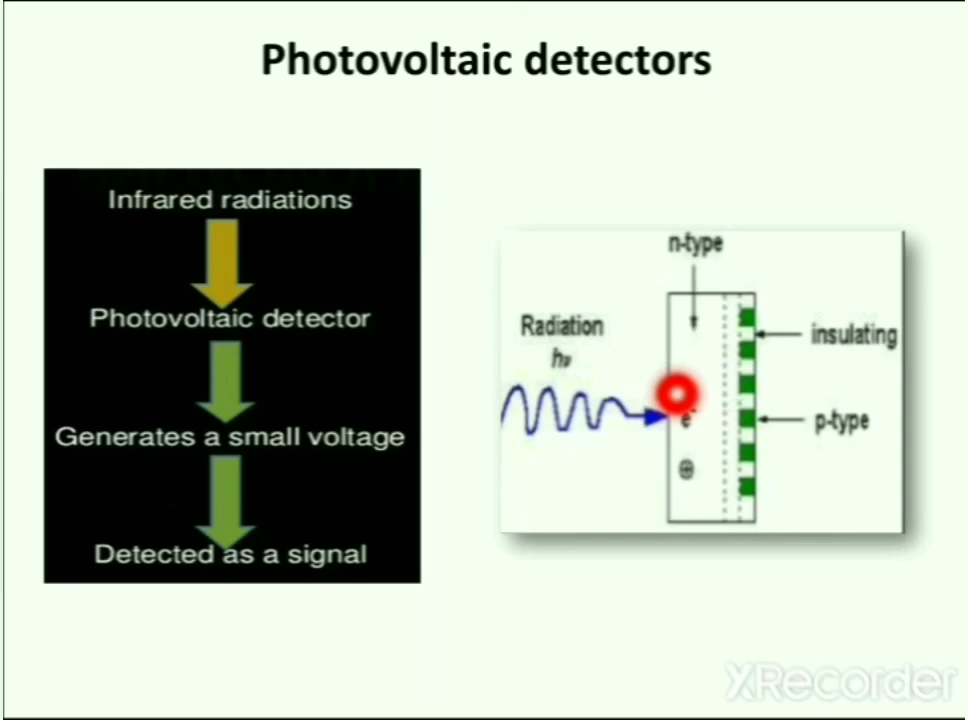 Photovoltaic detectors
Infrared radiations
Photovoltaic detector
Generates a small voltage
Detected as a signal
n-type
Radiation
hν
insulating
p-type
e⁻
⊕
XRecorder